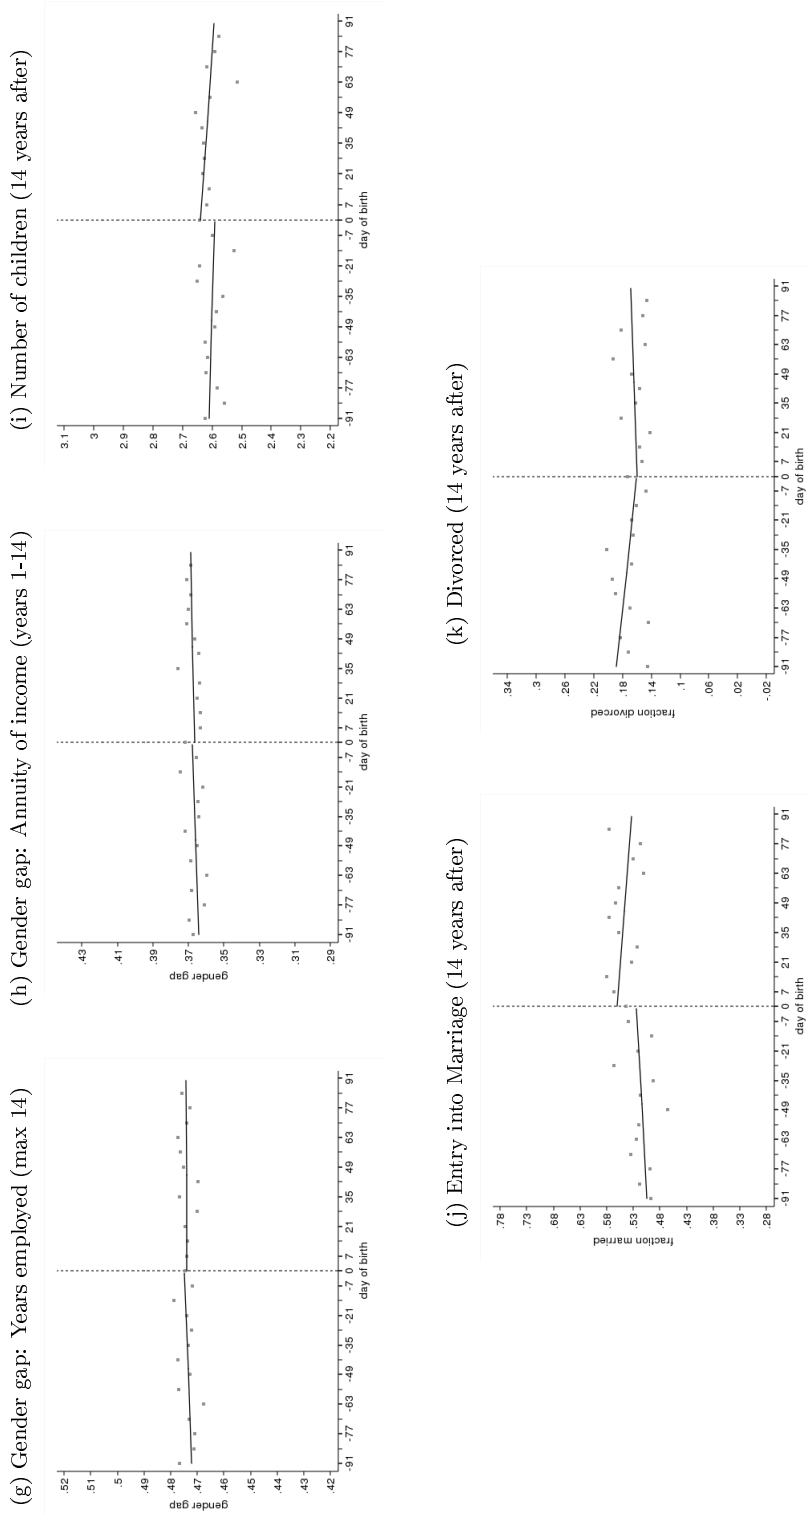 (g) Gender gap: Years employed (max 14)
gender gap
.52
.51
.5
.49
.48
.47
.46
.45
.44
.43
.42
-91 -77 -63 -49 -35 -21 -7 0 7 21 35 49 63 77 91
day of birth
(h) Gender gap: Annuity of income (years 1-14)
gender gap
.43
.41
.39
.37
.35
.33
.31
.29
-91 -77 -63 -49 -35 -21 -7 0 7 21 35 49 63 77 91
day of birth
(i) Number of children (14 years after)
3.1
3
2.9
2.8
2.7
2.6
2.5
2.4
2.3
2.2
-91 -77 -63 -49 -35 -21 -7 0 7 21 35 49 63 77 91
day of birth
(j) Entry into Marriage (14 years after)
fraction married
.78
.73
.68
.63
.58
.53
.48
.43
.38
.33
.28
-91 -77 -63 -49 -35 -21 -7 0 7 21 35 49 63 77 91
day of birth
(k) Divorced (14 years after)
fraction divorced
.34
.3
.26
.22
.18
.14
.1
.06
.02
-.02
-91 -77 -63 -49 -35 -21 -7 0 7 21 35 49 63 77 91
day of birth